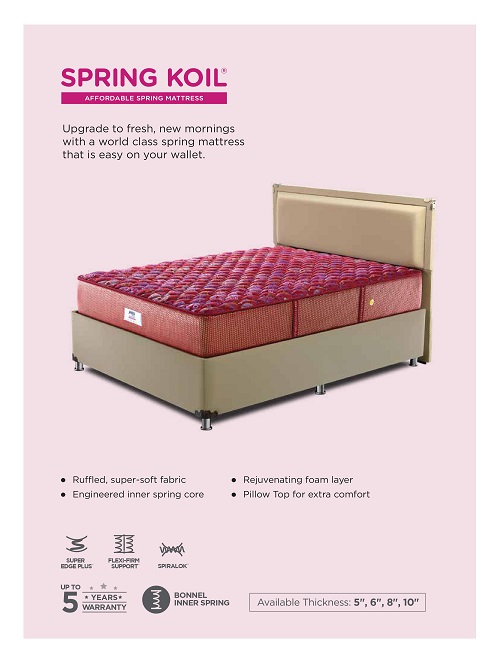 SPRING KOIL®
AFFORDABLE SPRING MATTRESS
Upgrade to fresh, new mornings
with a world class spring mattress
that is easy on your wallet.
• Ruffled, super-soft fabric
• Engineered inner spring core
• Rejuvenating foam layer
• Pillow Top for extra comfort
SUPER
EDGE PLUS
FLEXI-FIRM
SUPPORT
SPIRALOK
UP TO
5 YEARS
WARRANTY
BONNEL
INNER SPRING
Available Thickness: 5", 6", 8", 10"